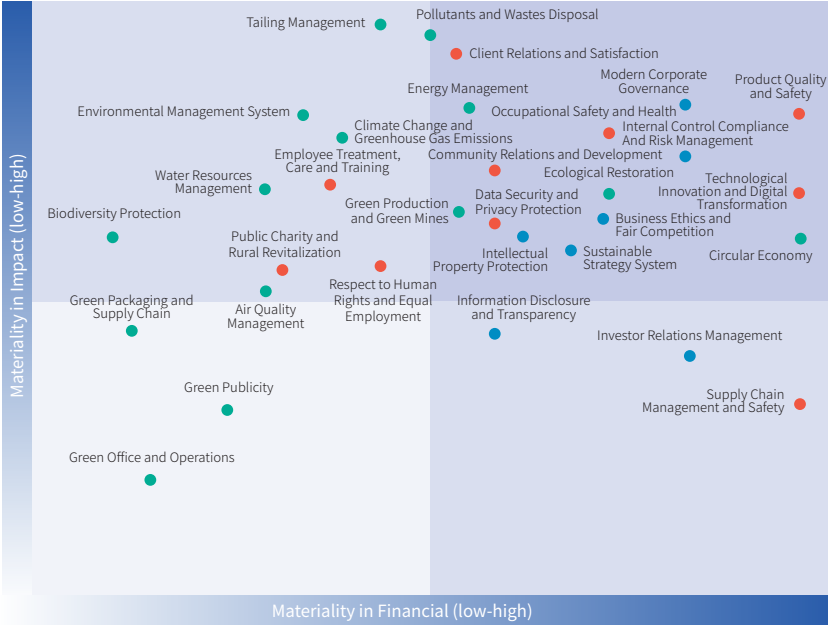 Pollutants and Wastes Disposal
Tailing Management
Client Relations and Satisfaction
Modern Corporate
Governance
Product Quality
and Safety
Energy Management
Environmental Management System
Occupational Safety and Health
Climate Change and
Greenhouse Gas Emissions
Internal Control Compliance
And Risk Management
Employee Treatment,
Care and Training
Community Relations and Development
Water Resources
Management
Ecological Restoration
Technological
Innovation and Digital
Transformation
Data Security and
Privacy Protection
Green Production
and Green Mines
Biodiversity Protection
Business Ethics and
Fair Competition
Public Charity and
Rural Revitalization
Intellectual
Property Protection
Sustainable
Strategy System
Circular Economy
Respect to Human
Rights and Equal
Employment
Green Packaging and
Supply Chain
Air Quality
Management
Information Disclosure
and Transparency
Investor Relations Management
Green Publicity
Supply Chain
Management and Safety
Green Office and Operations
Materiality in Impact (low-high)
Materiality in Financial (low-high)